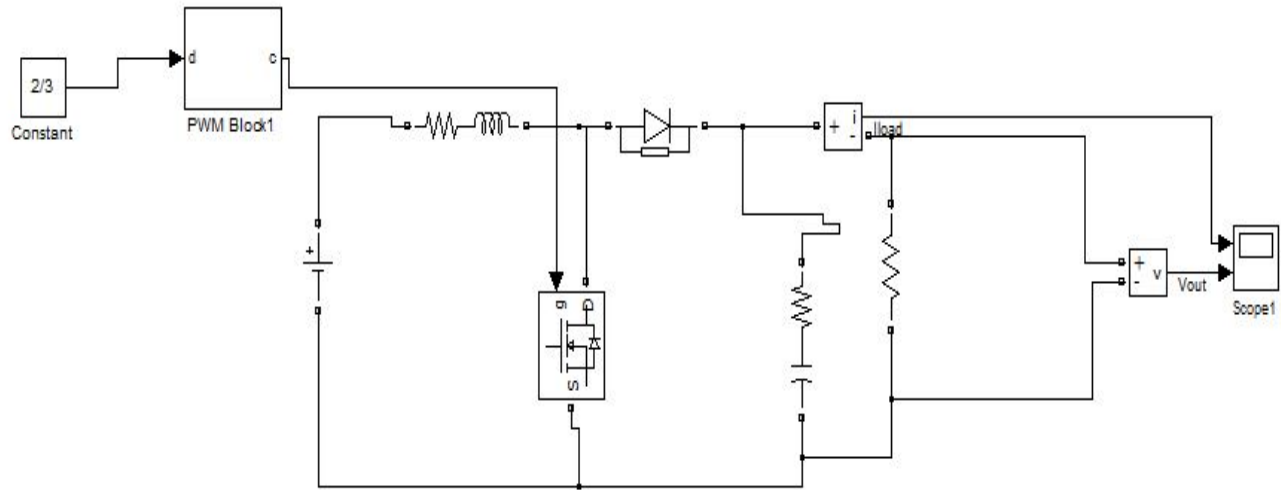 2/3
Constant
d
c
PWM Block1
+
+
i
-
Iload
g
D
S
+
-
v
Vout
Scope1